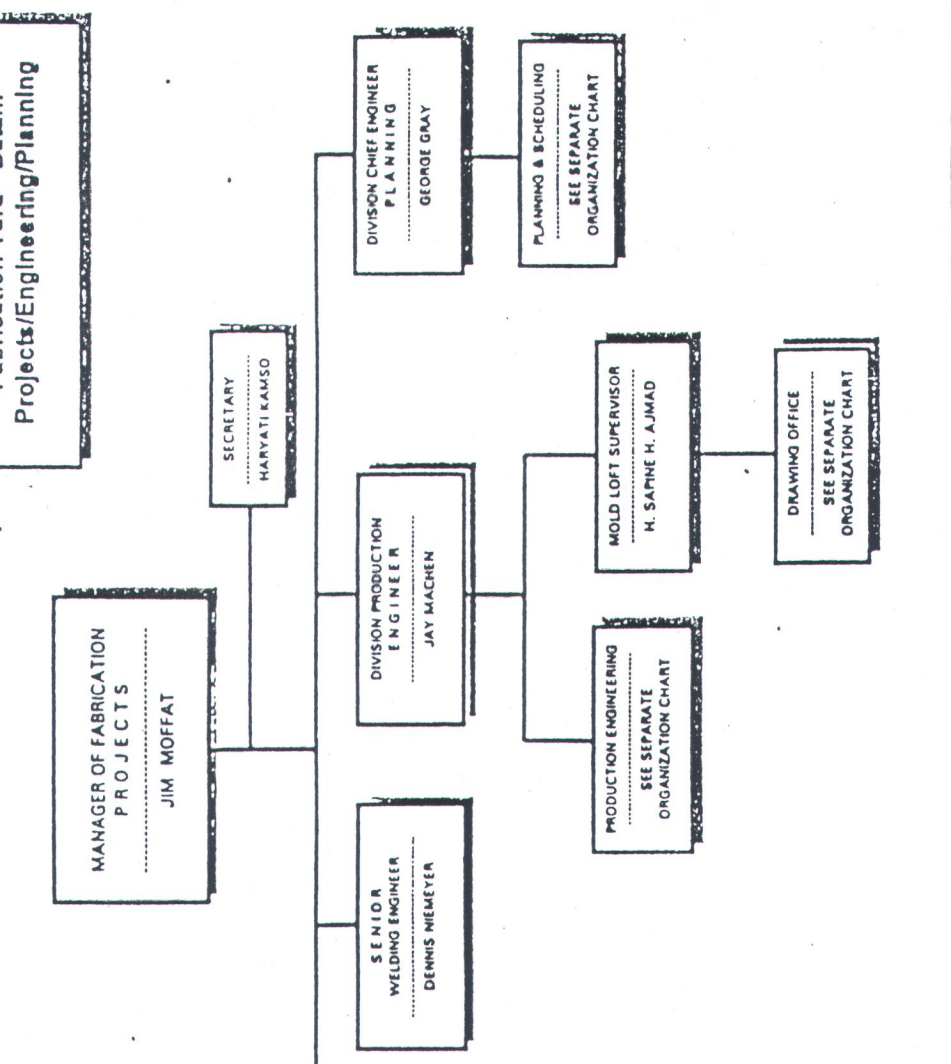 Projects/Engineering/Planning
MANAGER OF FABRICATION
PROJECTS
JIM MOFFAT
SECRETARY
HARYATI KAMSO
SENIOR
WELDING ENGINEER
DENNIS NIEMEYER
DIVISION PRODUCTION
ENGINEER
JAY MACHEN
DIVISION CHIEF ENGINEER
PLANNING
GEORGE GRAY
PRODUCTION ENGINEERING
SEE SEPARATE
ORGANIZATION CHART
MOLD LOFT SUPERVISOR
H. SAPINE H. AJMAD
PLANNING & SCHEDULING
SEE SEPARATE
ORGANIZATION CHART
DRAWING OFFICE
SEE SEPARATE
ORGANIZATION CHART